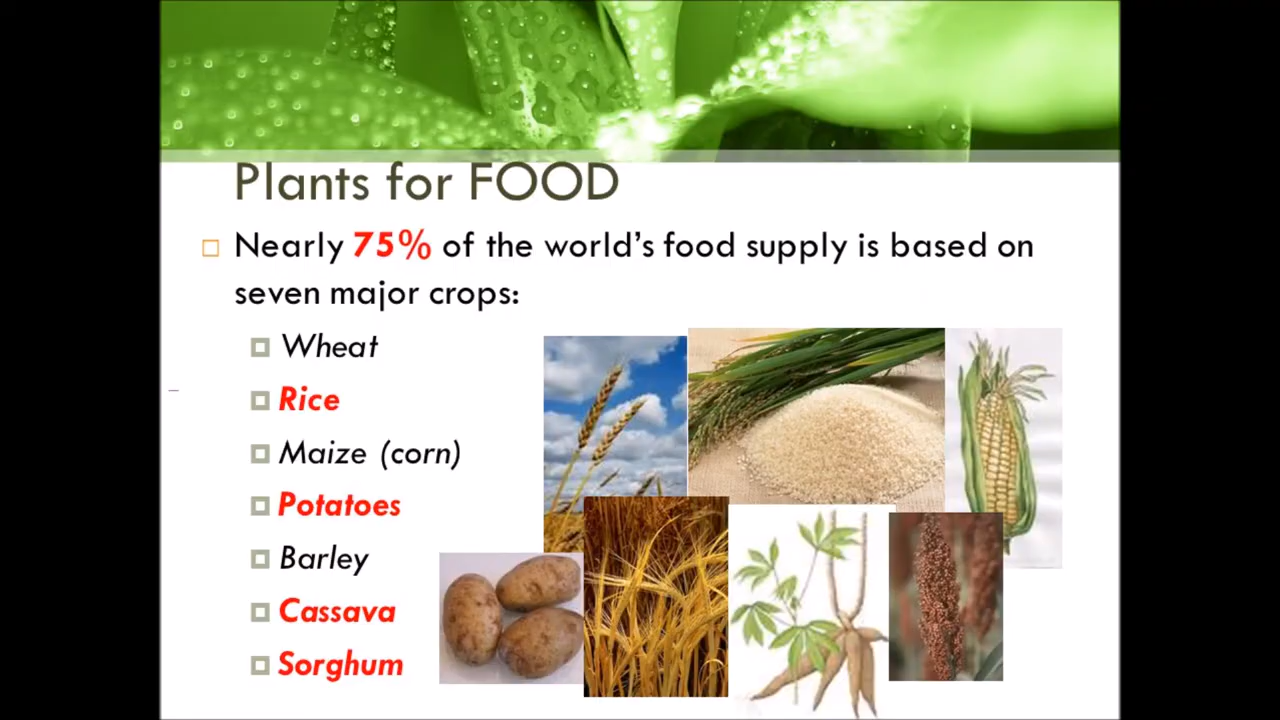 Plants for FOOD
Nearly 75% of the world's food supply is based on
seven major crops:
Wheat
Rice
Maize (corn)
Potatoes
Barley
Cassava
Sorghum